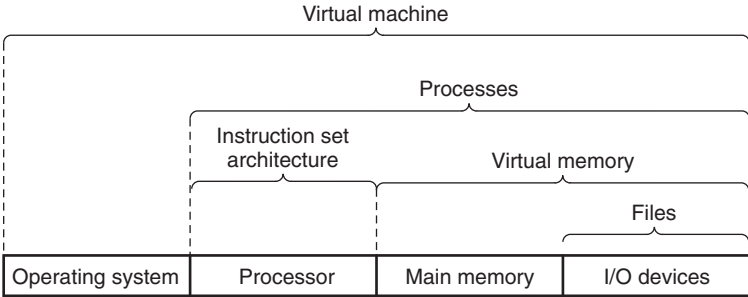 Virtual machine
Processes
Instruction set
architecture
Virtual memory
Files
Operating system
Processor
Main memory
I/O devices